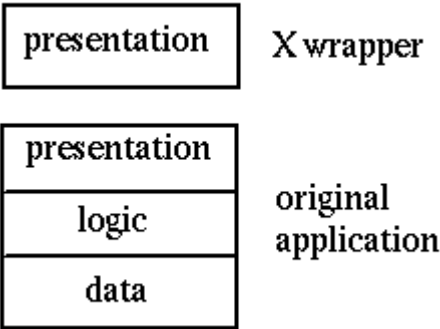 presentation
X wrapper
presentation
logic
data
original
application